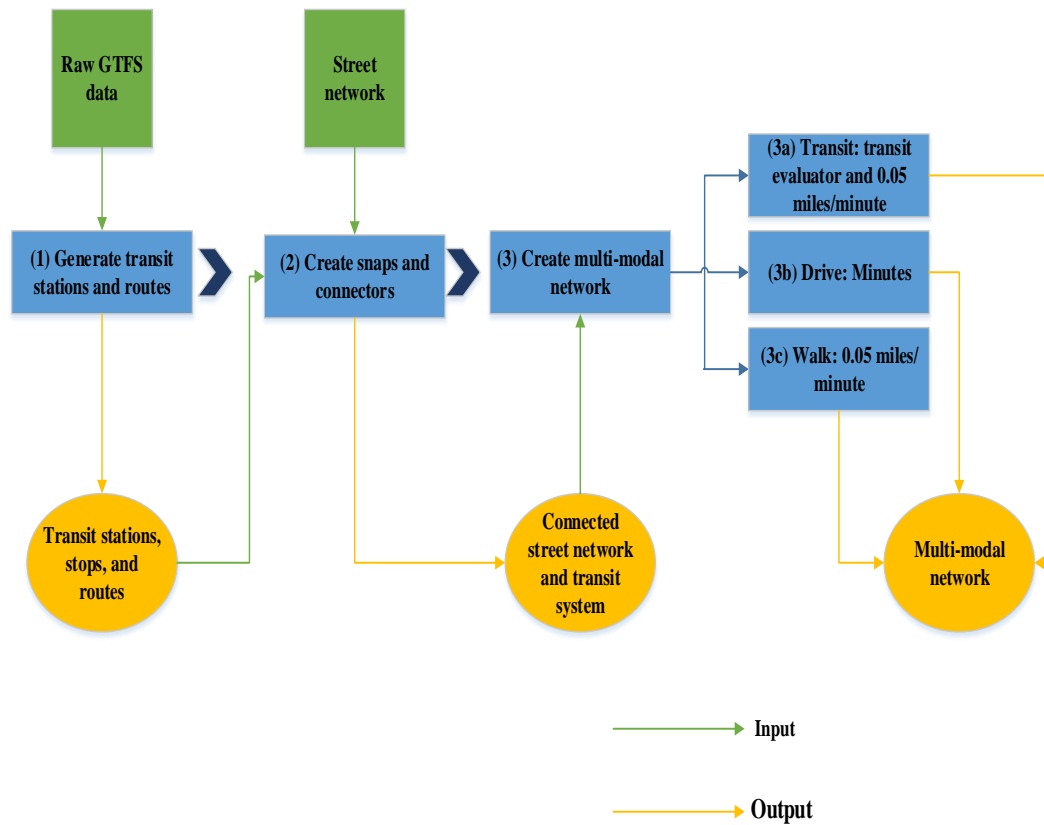 Raw GTFS
data
Street
network
(1) Generate transit
stations and routes
(2) Create snaps and
connectors
(3) Create multi-modal
network
(3a) Transit: transit
evaluator and 0.05
miles/minute
(3b) Drive: Minutes
(3c) Walk: 0.05 miles/
minute
Transit stations,
stops, and
routes
Connected
street network
and transit
system
Multi-modal
network
Input
Output